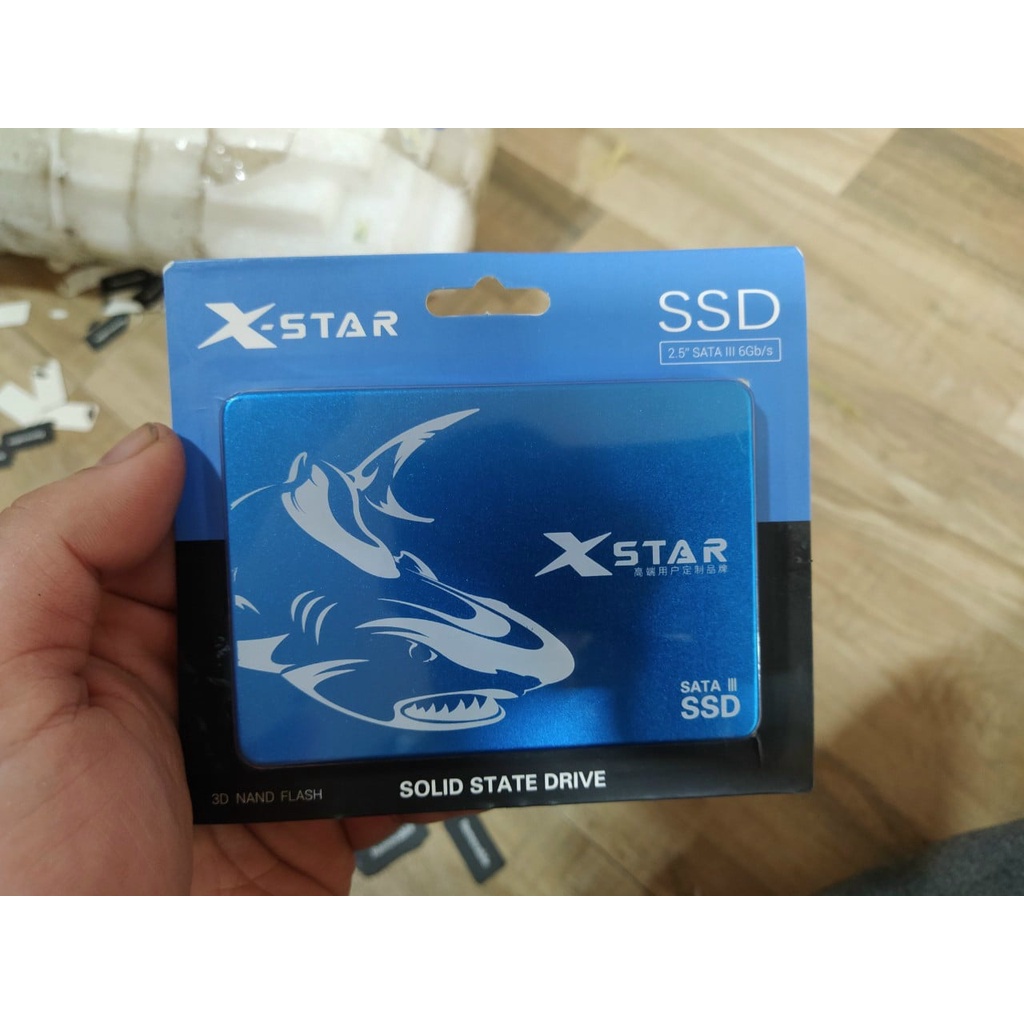 X-STAR
SSD
2.5" SATA III 6Gb/s
XSTAR
高端用户定制品牌
SATA III
SSD
3D NAND FLASH
SOLID STATE DRIVE